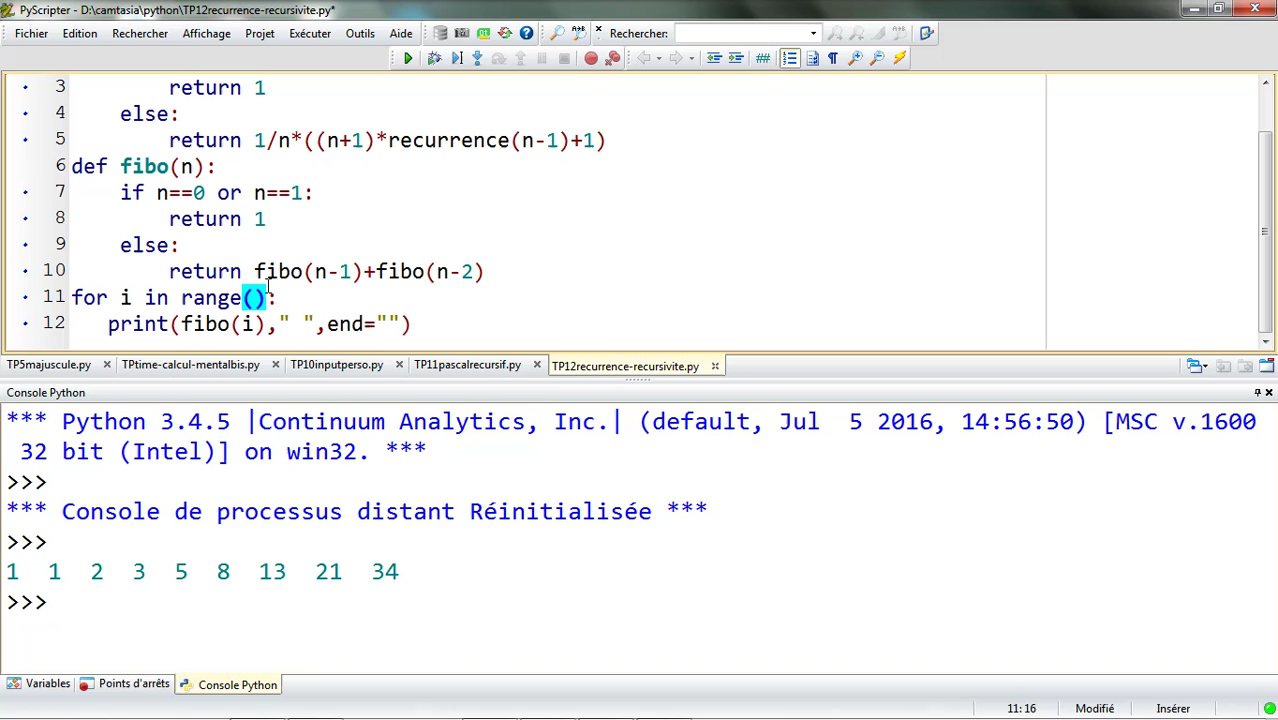 PyScripter - D:\camtasia\python\TP12recurrence-recursivite.py*
Fichier Edition Rechercher Affichage Projet Exécuter Outils Aide Rechercher:
3 return 1
4 else:
5 return 1/n*((n+1)*recurrence(n-1)+1)
6 def fibo(n):
7 if n==0 or n==1:
8 return 1
9 else:
10 return fibo(n-1)+fibo(n-2)
11 for i in range():
12 print(fibo(i)," ",end="")
TP5majuscule.py TPtime-calcul-mentalbis.py TP10inputperso.py TP11pascalrecursif.py TP12recurrence-recursivite.py
Console Python
*** Python 3.4.5 |Continuum Analytics, Inc.| (default, Jul  5 2016, 14:56:50) [MSC v.1600
32 bit (Intel)] on win32. ***
>>>
*** Console de processus distant Réinitialisée ***
>>>
1  1  2  3  5  8  13  21  34
>>>
Variables Points d'arrêts Console Python
11: 16 Modifié Insérer